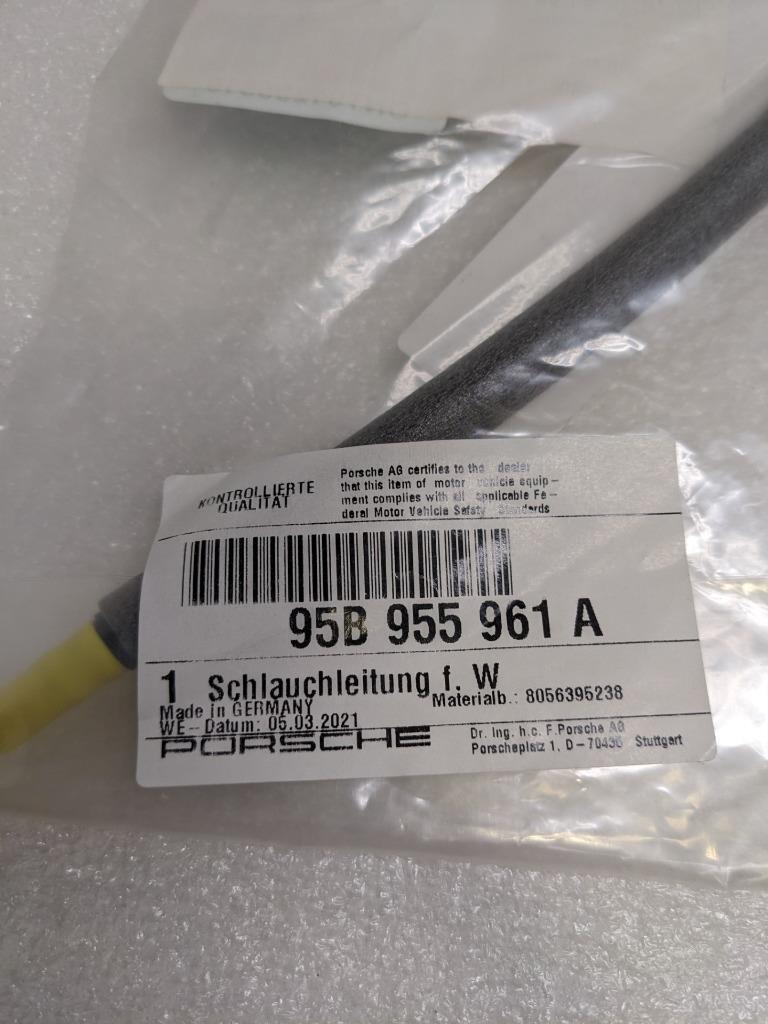 KONTROLLIERTE
QUALITAT
Porsche AG certifies to the dealer
that this item of motor vehicle equip-
ment complies with all applicable Fe-
deral Motor Vehicle Safety Standards
95B 955 961 A
1 Schlauchleitung f. W
Made in GERMANY Materialb.: 8056395238
WE-Datum: 05.03.2021
PORSCHE
Dr. Ing. h.c. F.Porsche AG
Porscheplatz 1, D-70435 Stuttgart